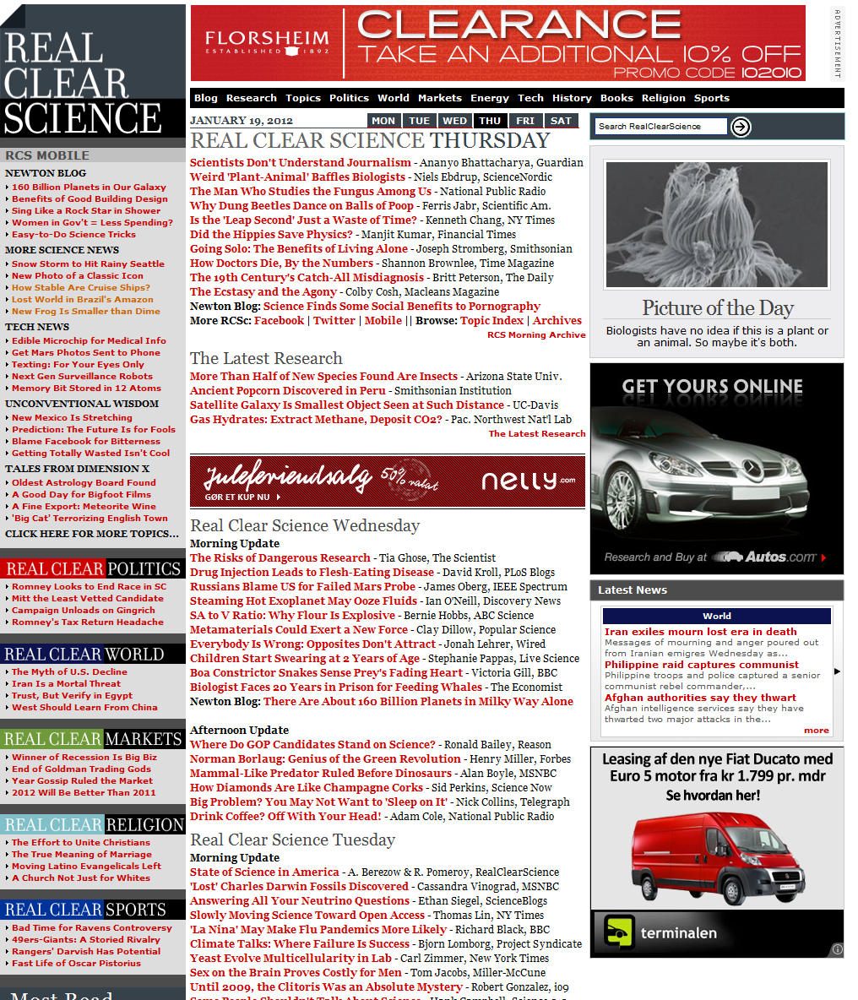 REAL
CLEAR
SCIENCE
FLORSHEIM
ESTABLISHED 1892
CLEARANCE
TAKE AN ADDITIONAL 10% OFF
PROMO CODE 102010
ADVERTISEMENT
Blog Research Topics Politics World Markets Energy Tech History Books Religion Sports
RCS MOBILE
NEWTON BLOG
160 Billion Planets in Our Galaxy
Benefits of Good Building Design
Sing Like a Rock Star in Shower
Women in Gov't = Less Spending?
Easy-to-Do Science Tricks
MORE SCIENCE NEWS
Snow Storm to Hit Rainy Seattle
New Photo of a Classic Icon
How Stable Are Cruise Ships?
Lost World in Brazil's Amazon
New Frog Is Smaller than Dime
TECH NEWS
Edible Microchip for Medical Info
Get Mars Photos Sent to Phone
Texting: For Your Eyes Only
Next Gen Surveillance Robots
Memory Bit Stored in 12 Atoms
UNCONVENTIONAL WISDOM
New Mexico Is Stretching
Prediction: The Future Is for Fools
Blame Facebook for Bitterness
Getting Totally Wasted Isn't Cool
TALES FROM DIMENSION X
Oldest Astrology Board Found
A Good Day for Bigfoot Films
A Fine Export: Meteorite Wine
'Big Cat' Terrorizing English Town
CLICK HERE FOR MORE TOPICS...
REAL CLEAR POLITICS
Romney Looks to End Race in SC
Mitt the Least Vetted Candidate
Campaign Unloads on Gingrich
Romney's Tax Return Headache
REAL CLEAR WORLD
The Myth of U.S. Decline
Iran Is a Mortal Threat
Trust, But Verify in Egypt
West Should Learn From China
REAL CLEAR MARKETS
Winner of Recession Is Big Biz
End of Goldman Trading Gods
Year Gossip Ruled the Market
2012 Will Be Better Than 2011
REAL CLEAR RELIGION
The Effort to Unite Christians
The True Meaning of Marriage
Moving Latino Evangelicals Left
A Church Not Just for Whites
REAL CLEAR SPORTS
Bad Time for Ravens Controversy
49ers-Giants: A Storied Rivalry
Rangers' Darvish Has Potential
Fast Life of Oscar Pistorius
Most Read
JANUARY 19, 2012 MON TUE WED THU FRI SAT
REAL CLEAR SCIENCE THURSDAY
Scientists Don't Understand Journalism - Ananyo Bhattacharya, Guardian
Weird 'Plant-Animal' Baffles Biologists - Niels Ebdrup, ScienceNordic
The Man Who Studies the Fungus Among Us - National Public Radio
Why Dung Beetles Dance on Balls of Poop - Ferris Jabr, Scientific Am.
Is the 'Leap Second' Just a Waste of Time? - Kenneth Chang, NY Times
Did the Hippies Save Physics? - Manjit Kumar, Financial Times
Going Solo: The Benefits of Living Alone - Joseph Stromberg, Smithsonian
How Doctors Die, By the Numbers - Shannon Brownlee, Time Magazine
The 19th Century's Catch-All Misdiagnosis - Britt Peterson, The Daily
The Ecstasy and the Agony - Colby Cosh, Macleans Magazine
Newton Blog: Science Finds Some Social Benefits to Pornography
More RCSc: Facebook | Twitter | Mobile || Browse: Topic Index | Archives
RCS Morning Archive
The Latest Research
More Than Half of New Species Found Are Insects - Arizona State Univ.
Ancient Popcorn Discovered in Peru - Smithsonian Institution
Satellite Galaxy Is Smallest Object Seen at Such Distance - UC-Davis
Gas Hydrates: Extract Methane, Deposit CO2? - Pac. Northwest Nat'l Lab
The Latest Research
Juleferiendsalg 50% rabat nelly.com
GØR ET KUP NU
Real Clear Science Wednesday
Morning Update
The Risks of Dangerous Research - Tia Ghose, The Scientist
Drug Injection Leads to Flesh-Eating Disease - David Kroll, PLoS Blogs
Russians Blame US for Failed Mars Probe - James Oberg, IEEE Spectrum
Steaming Hot Exoplanet May Ooze Fluids - Ian O'Neill, Discovery News
SA to V Ratio: Why Flour Is Explosive - Bernie Hobbs, ABC Science
Metamaterials Could Exert a New Force - Clay Dillow, Popular Science
Everybody Is Wrong: Opposites Don't Attract - Jonah Lehrer, Wired
Children Start Swearing at 2 Years of Age - Stephanie Pappas, Live Science
Boa Constrictor Snakes Sense Prey's Fading Heart - Victoria Gill, BBC
Biologist Faces 20 Years in Prison for Feeding Whales - The Economist
Newton Blog: There Are About 160 Billion Planets in Milky Way Alone
Afternoon Update
Where Do GOP Candidates Stand on Science? - Ronald Bailey, Reason
Norman Borlaug: Genius of the Green Revolution - Henry Miller, Forbes
Mammal-Like Predator Ruled Before Dinosaurs - Alan Boyle, MSNBC
How Diamonds Are Like Champagne Corks - Sid Perkins, Science Now
Big Problem? You May Not Want to 'Sleep on It' - Nick Collins, Telegraph
Drink Coffee? Off With Your Head! - Adam Cole, National Public Radio
Real Clear Science Tuesday
Morning Update
State of Science in America - A. Berezow & R. Pomeroy, RealClearScience
'Lost' Charles Darwin Fossils Discovered - Cassandra Vinograd, MSNBC
Answering All Your Neutrino Questions - Ethan Siegel, ScienceBlogs
Slowly Moving Science Toward Open Access - Thomas Lin, NY Times
'La Nina' May Make Flu Pandemics More Likely - Richard Black, BBC
Climate Talks: Where Failure Is Success - Bjorn Lomborg, Project Syndicate
Yeast Evolve Multicellularity in Lab - Carl Zimmer, New York Times
Sex on the Brain Proves Costly for Men - Tom Jacobs, Miller-McCune
Until 2009, the Clitoris Was an Absolute Mystery - Robert Gonzalez, io9
Search RealClearScience
Picture of the Day
Biologists have no idea if this is a plant or
an animal. So maybe it's both.
GET YOURS ONLINE
Research and Buy at Autos.com
Latest News
World
Iran exiles mourn lost era in death
Messages of mourning and anger poured out
from Iranian emigres Wednesday as...
Philippine raid captures communist
Philippine troops and police captured a senior
communist rebel commander,...
Afghan authorities say they thwart
Afghan intelligence services say they have
thwarted two major attacks in the...
more
Leasing af den nye Fiat Ducato med
Euro 5 motor fra kr 1.799 pr. mdr
Se hvordan her!
terminalen